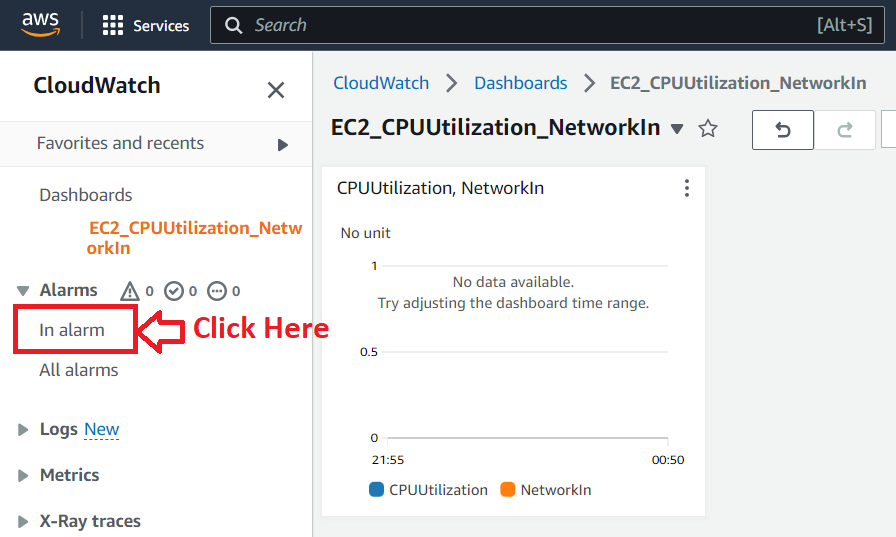 aws
Services
Search
[Alt+S]
CloudWatch
CloudWatch
Dashboards
EC2_CPUUtilization_NetworkIn
Favorites and recents
EC2_CPUUtilization_NetworkIn
Dashboards
EC2_CPUUtilization_Netw
orkIn
Alarms 0 0 0
In alarm
Click Here
All alarms
Logs New
Metrics
X-Ray traces
CPUUtilization, NetworkIn
No unit
1
No data available.
Try adjusting the dashboard time range.
0.5
0
21:55 00:50
CPUUtilization NetworkIn